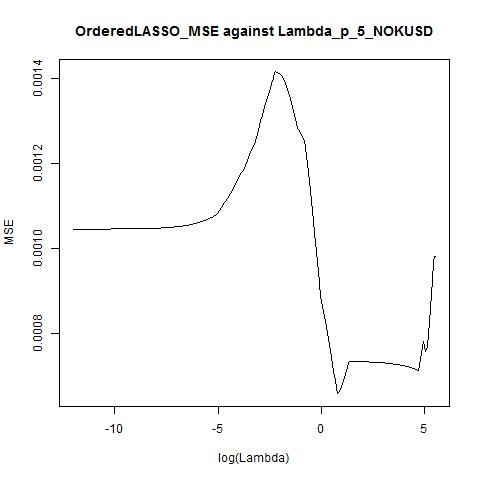 OrderedLASSO_MSE against Lambda_p_5_NOKUSD
0.0014
0.0012
0.0010
0.0008
MSE
-10 -5 0 5
log(Lambda)